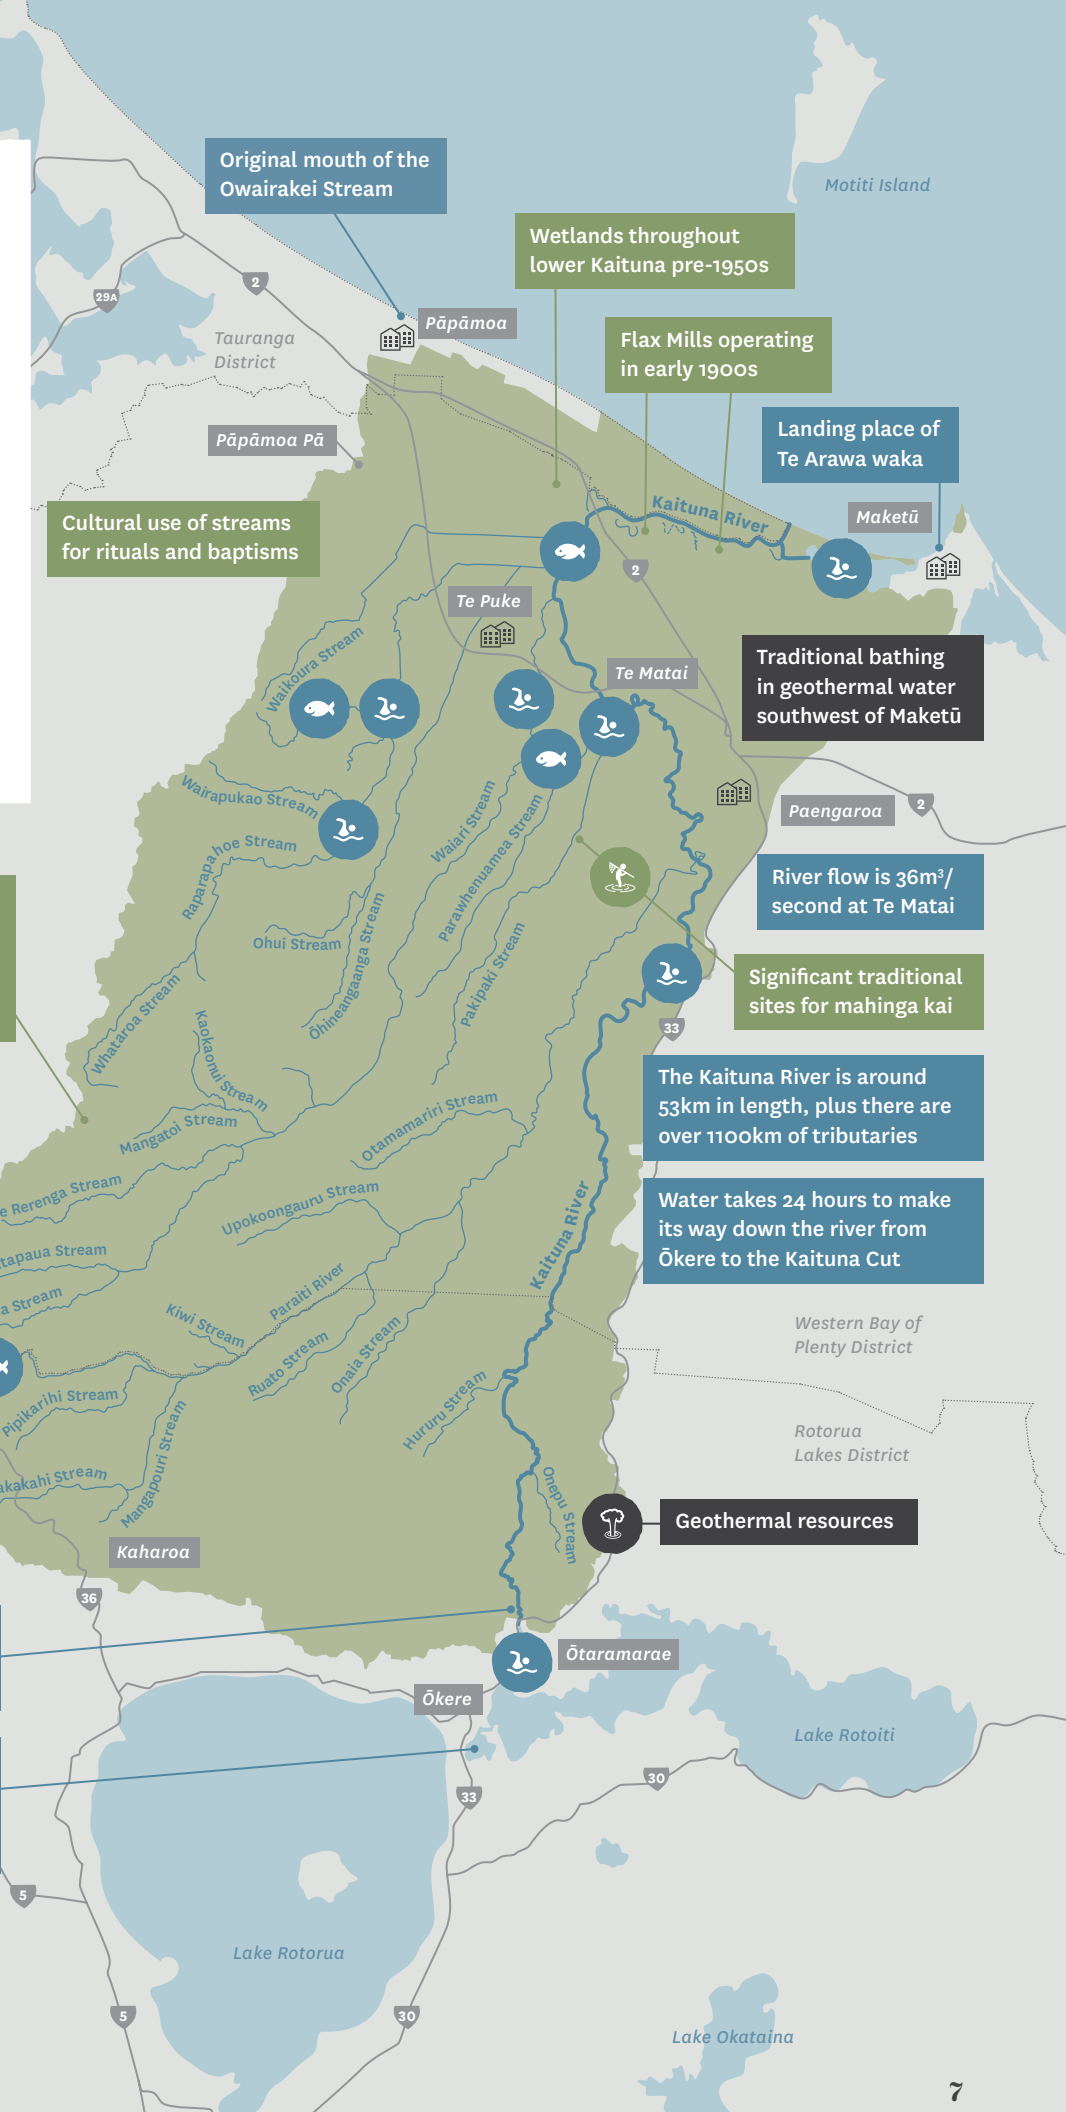 Original mouth of the
Owairakei Stream
Motiti Island
Wetlands throughout
lower Kaituna pre-1950s
2
29A
Tauranga
District
Pāpāmoa
Flax Mills operating
in early 1900s
Landing place of
Te Arawa waka
Pāpāmoa Pā
Cultural use of streams
for rituals and baptisms
Kaituna River
Maketū
2
Te Puke
Waikoura Stream
Te Matai
Traditional bathing
in geothermal water
southwest of Maketū
Wairapukao Stream
Paengaroa
2
Raparapahoe Stream
Waiari Stream
Parawhenuamea Stream
River flow is 36m³/
second at Te Matai
Ohui Stream
Ōhineangaanga Stream
Pakipaki Stream
Significant traditional
sites for mahinga kai
33
Whataroa Stream
Kaokaonui Stream
Mangatoi Stream
Otamamariri Stream
The Kaituna River is around
53km in length, plus there are
over 1100km of tributaries
e Rerenga Stream
Upokoongauru Stream
Water takes 24 hours to make
its way down the river from
Ōkere to the Kaituna Cut
Kaituna River
tapaua Stream
a Stream
Kiwi Stream
Paraiti River
Ruato Stream
Onaia Stream
Western Bay of
Plenty District
Pipikarihi Stream
Hururu Stream
Rotorua
Lakes District
akakahi Stream
Mangapouri Stream
Onepu Stream
Geothermal resources
Kaharoa
36
Ōtaramarae
Ōkere
Lake Rotoiti
30
33
5
Lake Rotorua
5
30
Lake Okataina
7